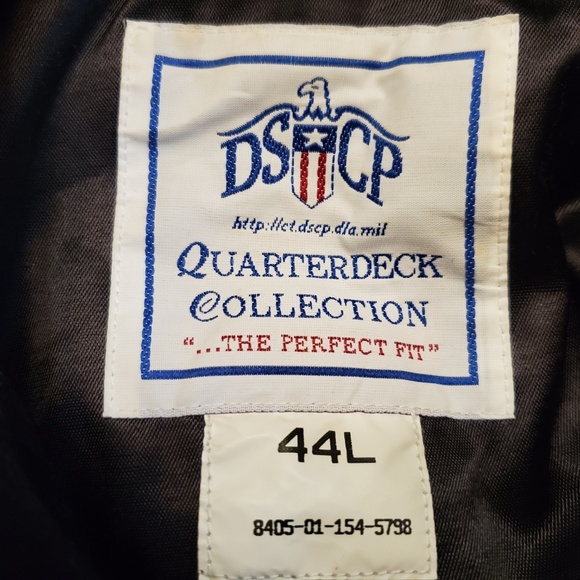 DSCP
http://ct.dscp.dla.mil
QUARTERDECK
COLLECTION
"...THE PERFECT FIT"
44L
8405-01-154-5798